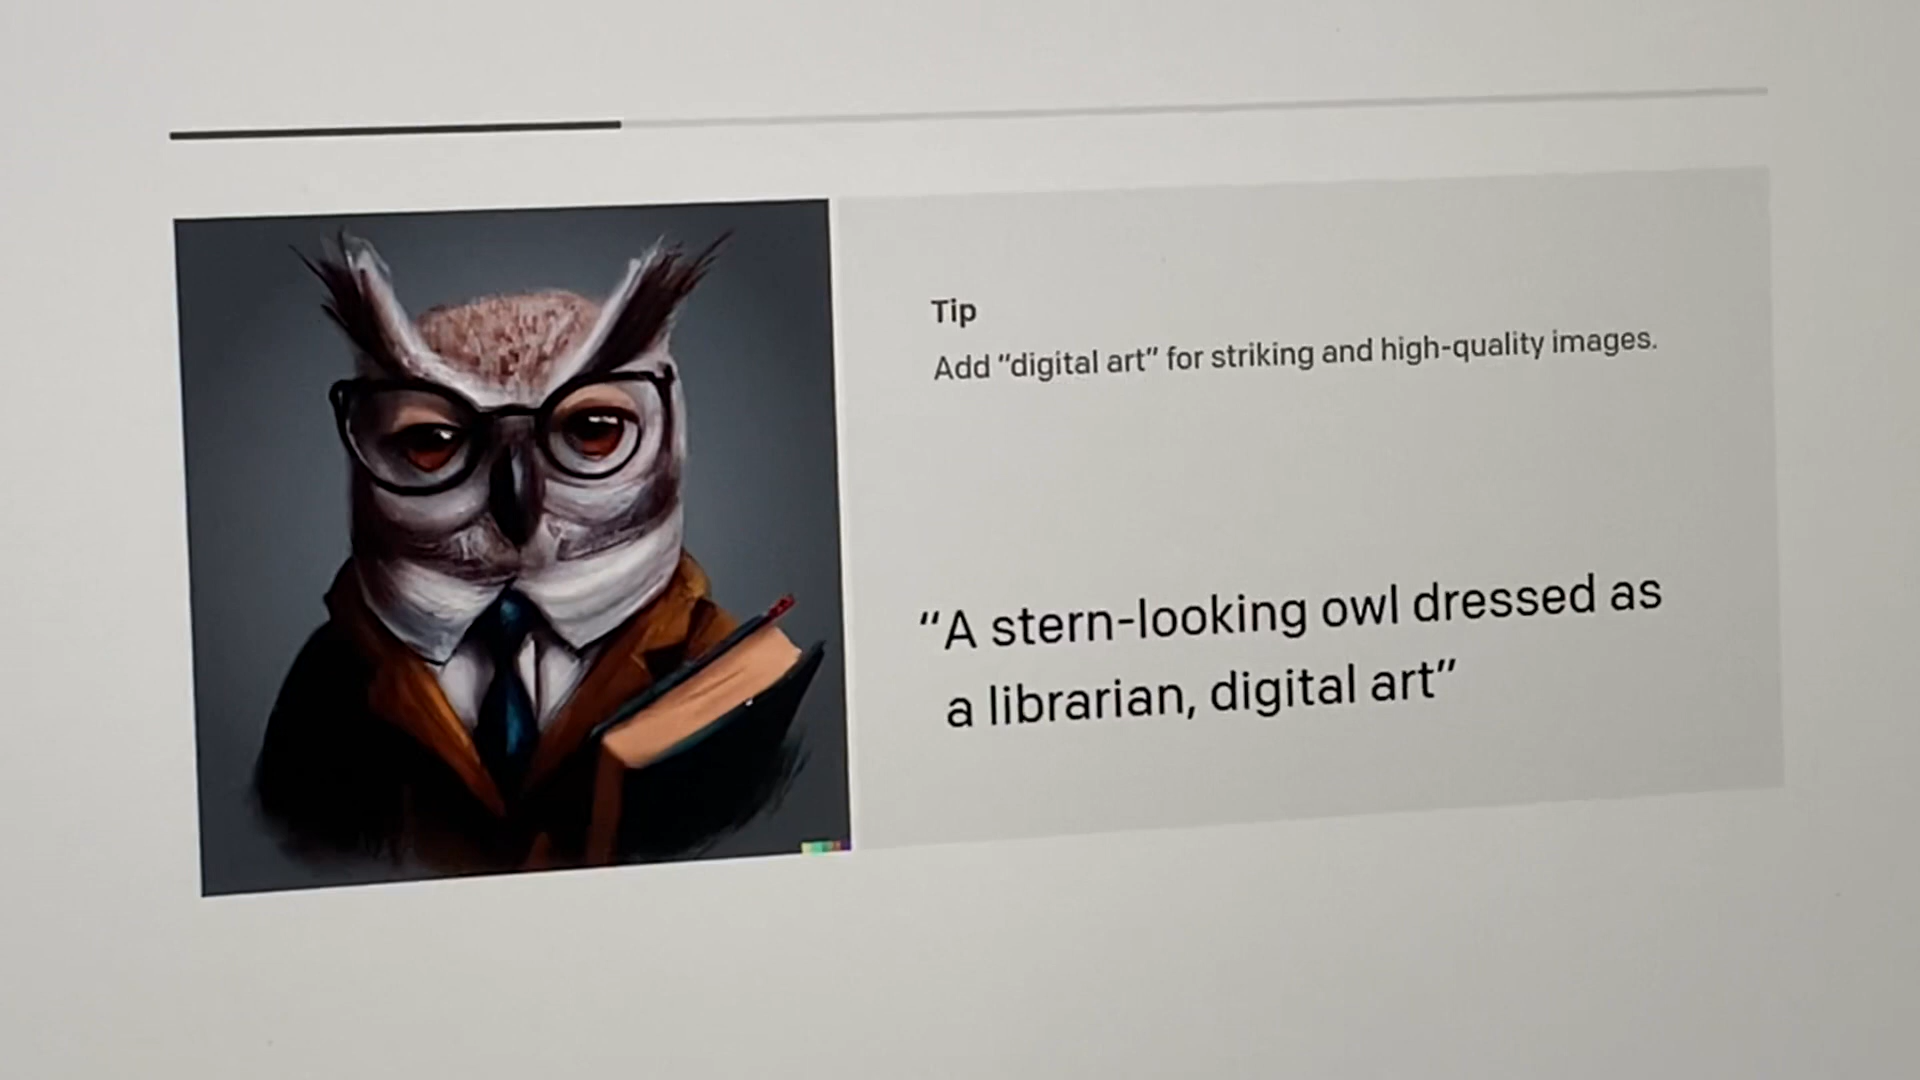 Tip
Add “digital art” for striking and high-quality images.
“A stern-looking owl dressed as
a librarian, digital art”